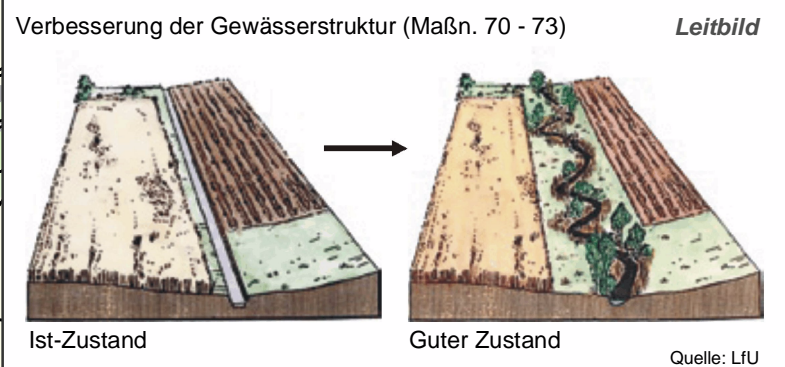 Verbesserung der Gewässerstruktur (Maßn. 70 - 73) Leitbild
Ist-Zustand Guter Zustand
Quelle: LfU